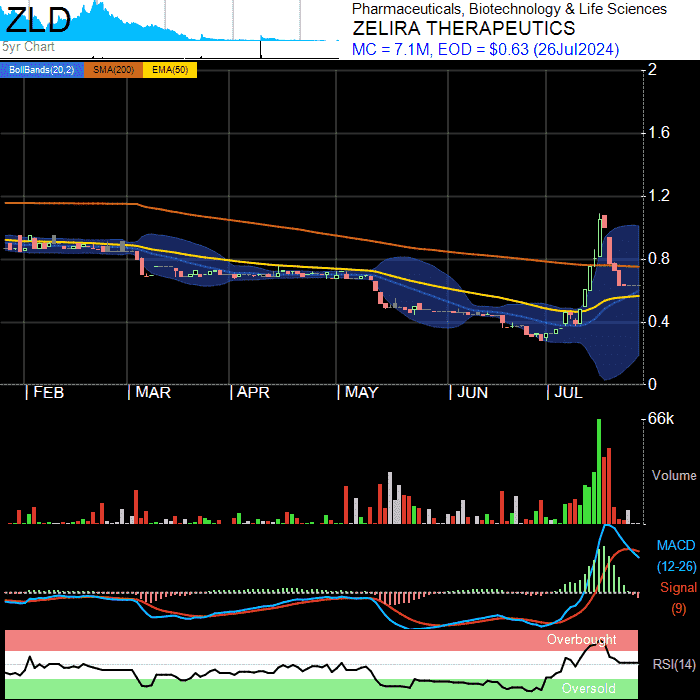 ZLD
5yr Chart
Pharmaceuticals, Biotechnology & Life Sciences
ZELIRA THERAPEUTICS
MC = 7.1M, EOD = $0.63 (26Jul2024)
BollBands(20,2) SMA(200) EMA(50)
2
1.6
1.2
0.8
0.4
0
FEB MAR APR MAY JUN JUL
66k
Volume
MACD
(12-26)
Signal
(9)
Overbought
RSI(14)
Oversold